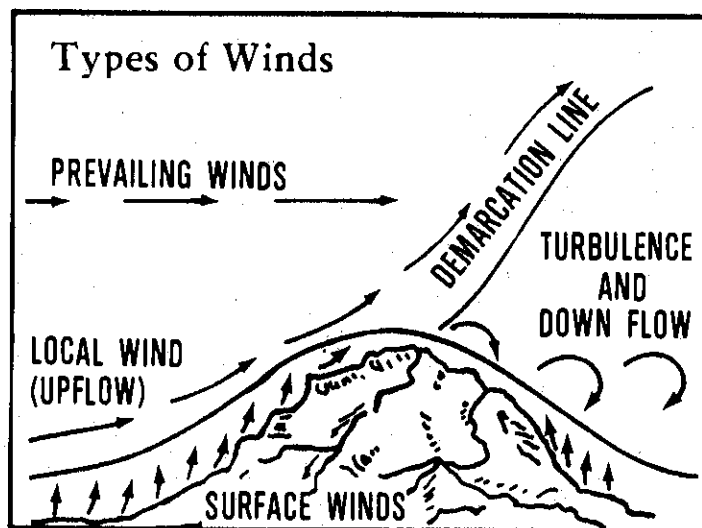 Types of Winds
PREVAILING WINDS
DEMARCATION LINE
TURBULENCE
AND
DOWN FLOW
LOCAL WIND
(UPFLOW)
SURFACE WINDS